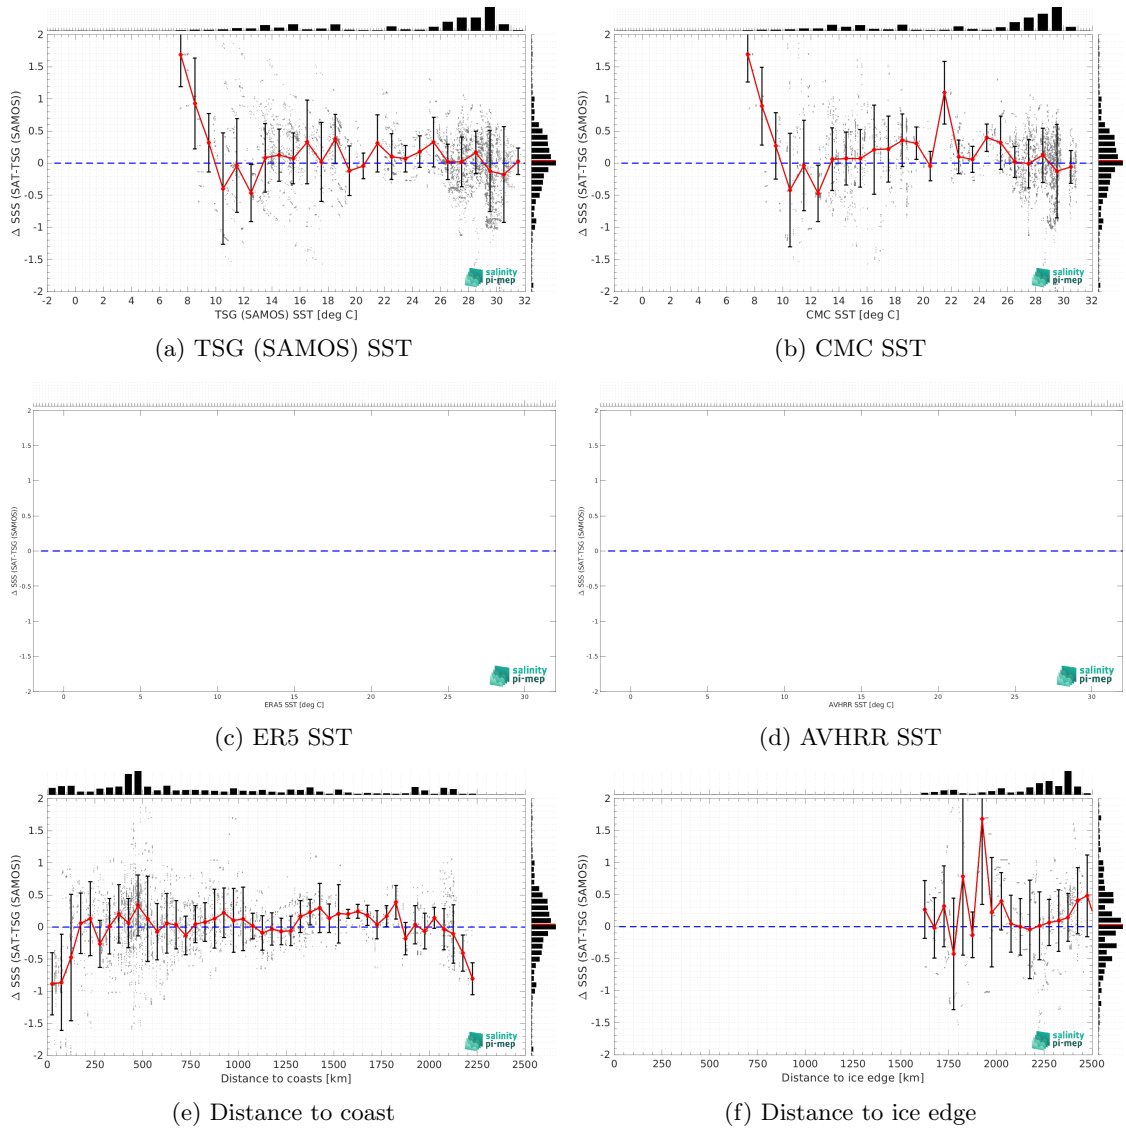 2
1.5
1
0.5
0
-0.5
-1
-1.5
-2
Δ SSS (SAT-TSG (SAMOS))
-2 0 2 4 6 8 10 12 14 16 18 20 22 24 26 28 30 32
TSG (SAMOS) SST [deg C]
salinity
pi-mep
(a) TSG (SAMOS) SST
2
1.5
1
0.5
0
-0.5
-1
-1.5
-2
Δ SSS (SAT-TSG (SAMOS))
-2 0 2 4 6 8 10 12 14 16 18 20 22 24 26 28 30 32
CMC SST [deg C]
salinity
pi-mep
(b) CMC SST
2
1.5
1
0.5
0
-0.5
-1
-1.5
-2
Δ SSS (SAT-TSG (SAMOS))
0 5 10 15 20 25 30
ERA5 SST [deg C]
salinity
pi-mep
(c) ER5 SST
2
1.5
1
0.5
0
-0.5
-1
-1.5
-2
Δ SSS (SAT-TSG (SAMOS))
0 5 10 15 20 25 30
AVHRR SST [deg C]
salinity
pi-mep
(d) AVHRR SST
2
1.5
1
0.5
0
-0.5
-1
-1.5
-2
Δ SSS (SAT-TSG (SAMOS))
0 250 500 750 1000 1250 1500 1750 2000 2250 2500
Distance to coasts [km]
salinity
pi-mep
(e) Distance to coast
2
1.5
1
0.5
0
-0.5
-1
-1.5
-2
Δ SSS (SAT-TSG (SAMOS))
0 250 500 750 1000 1250 1500 1750 2000 2250 2500
Distance to ice edge [km]
salinity
pi-mep
(f) Distance to ice edge